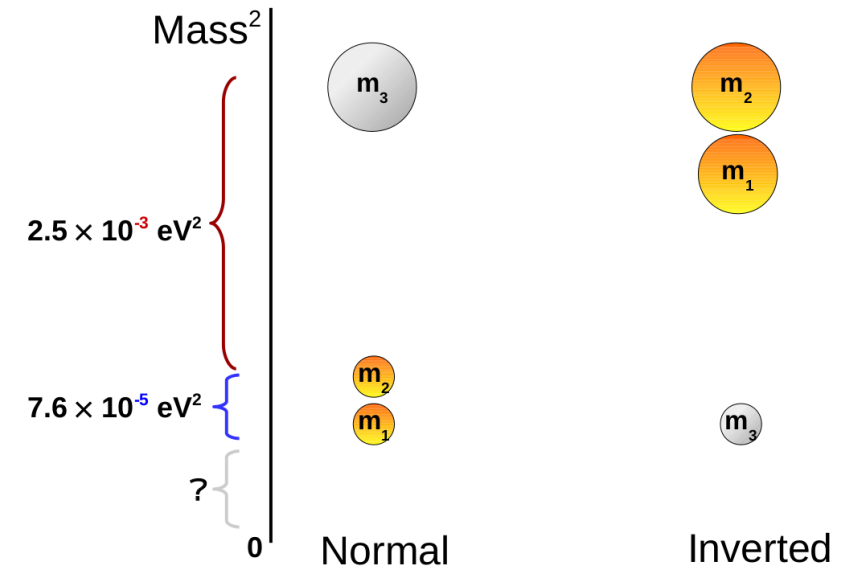 Mass²
m₃
m₂
m₁
2.5 × 10⁻³ eV²
m₂
7.6 × 10⁻⁵ eV²
m₁
m₃
?
0
Normal
Inverted